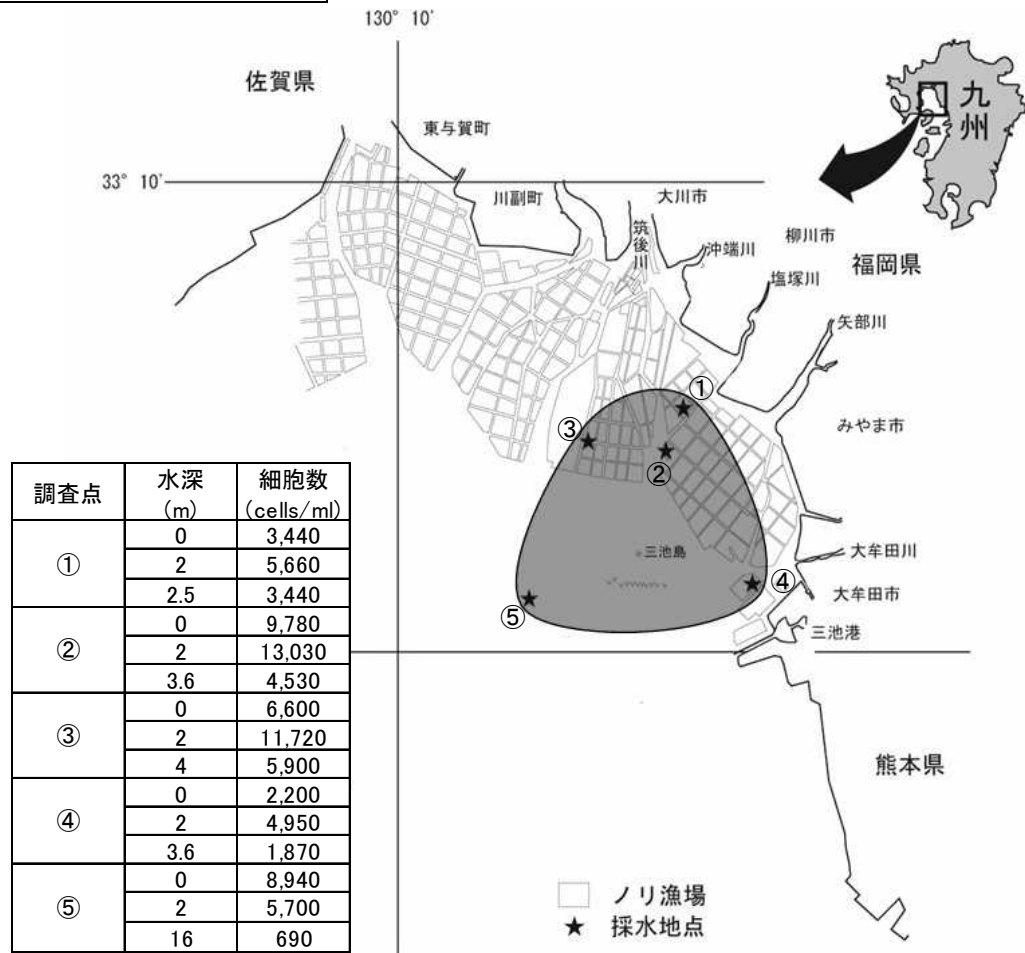 130° 10'
佐賀県
九州
東与賀町
33° 10'
川副町
大川市
筑後川
柳川市
沖端川
福岡県
塩塚川
矢部川
①
みやま市
③
②
調査点 水深(m) 細胞数(cells/ml)
① 0 3,440
2 5,660
2.5 3,440
② 0 9,780
2 13,030
3.6 4,530
③ 0 6,600
2 11,720
4 5,900
④ 0 2,200
2 4,950
3.6 1,870
⑤ 0 8,940
2 5,700
16 690
三池島
大牟田川
④
大牟田市
⑤
三池港
熊本県
ノリ漁場
★ 採水地点